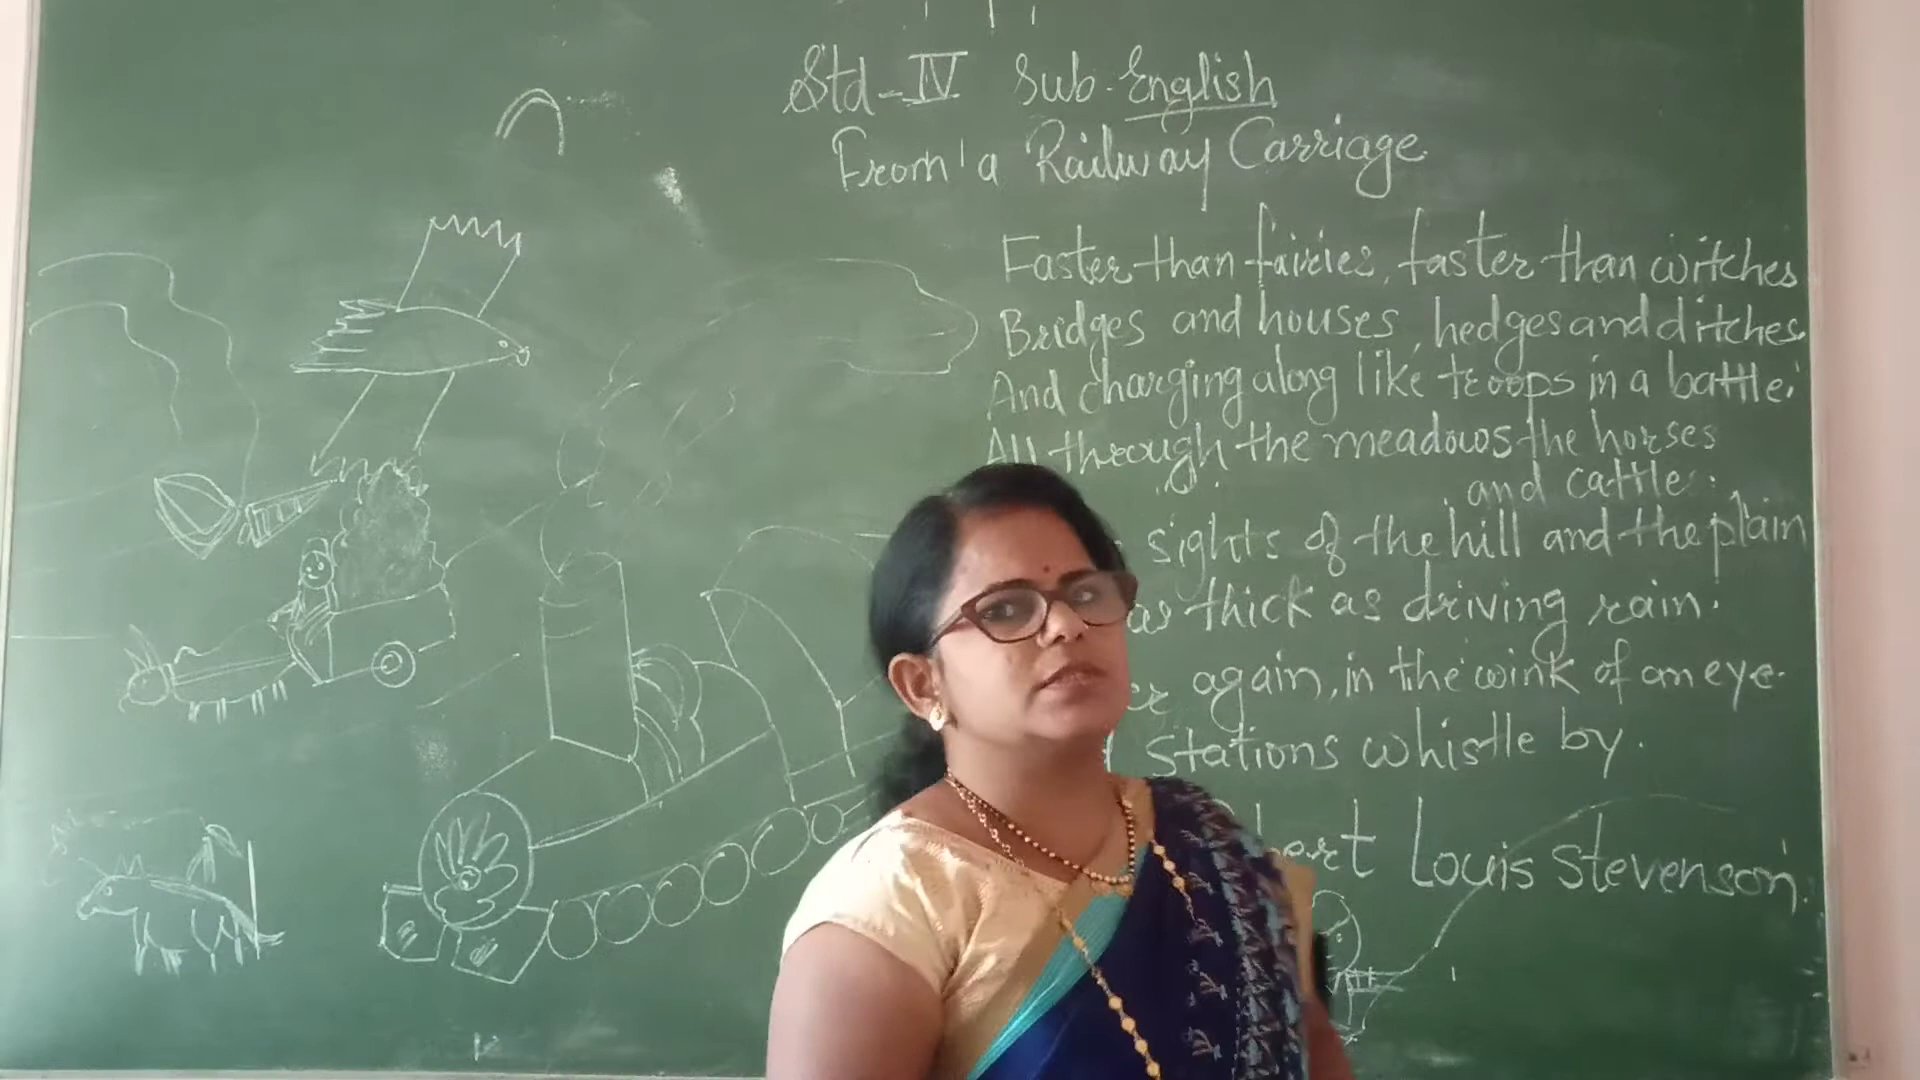 Std-IV Sub-English
From a Railway Carriage
Faster than fairies, faster than witches
Bridges and houses, hedges and ditches
And charging along like troops in a battle,
All through the meadows the horses
and cattle:
sights of the hill and the plain
as thick as driving rain.
again, in the wink of an eye.
stations whistle by.
Louis Stevenson.